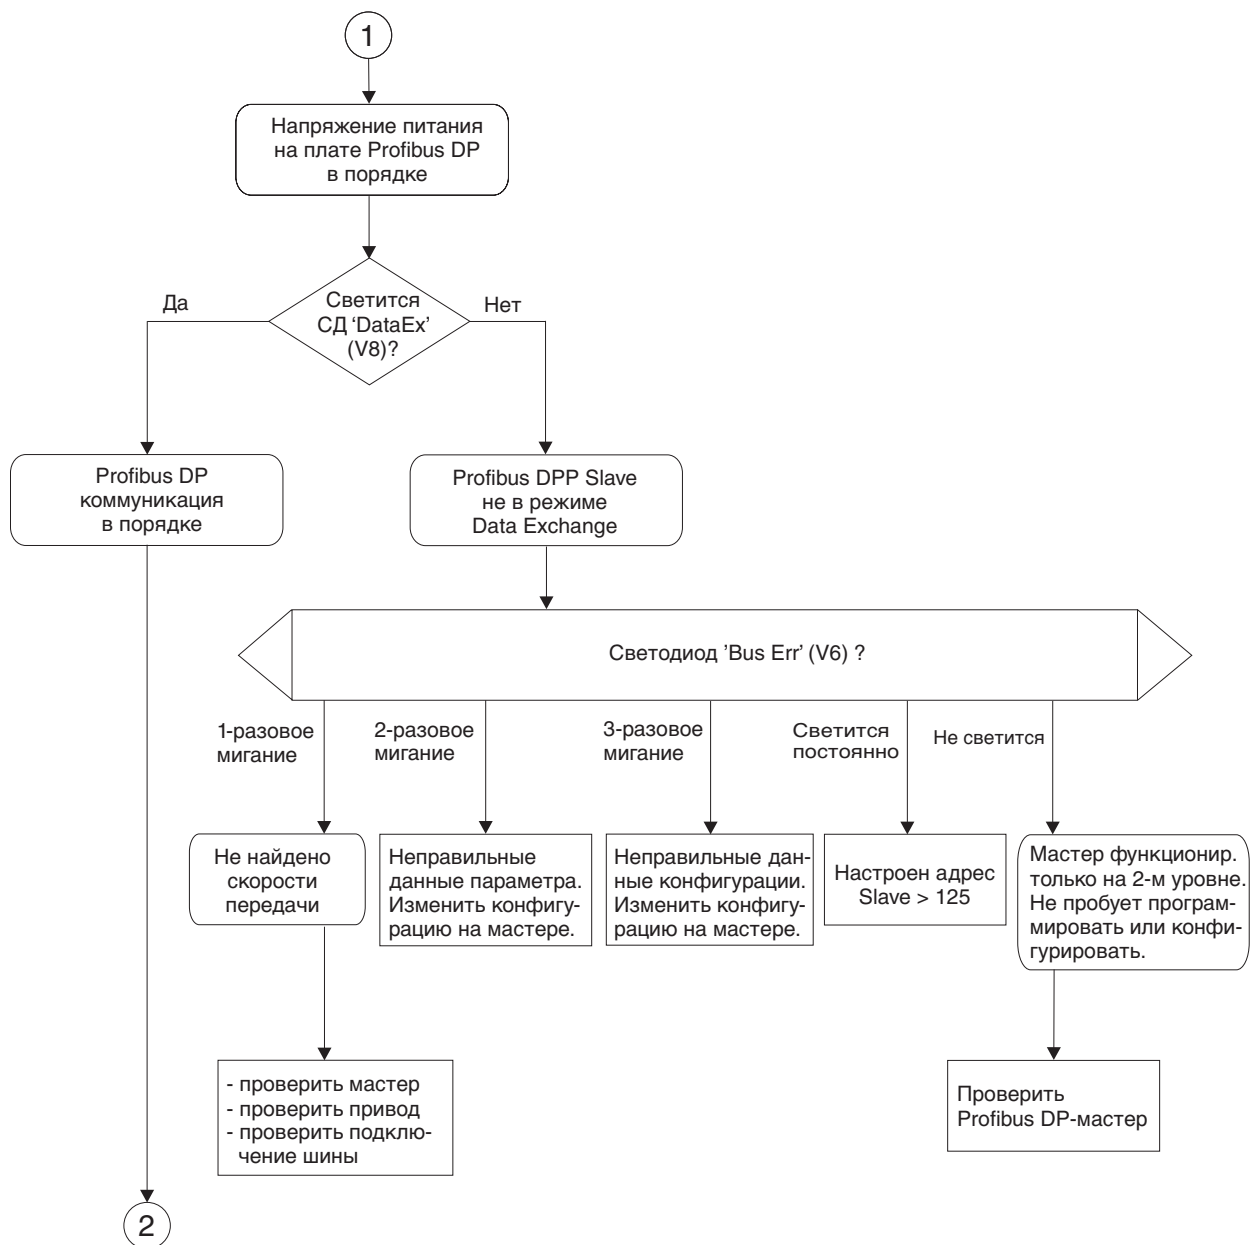 1
Напряжение питания
на плате Profibus DP
в порядке
Да
Светится
СД 'DataEx'
(V8)?
Нет
Profibus DP
коммуникация
в порядке
Profibus DPP Slave
не в режиме
Data Exchange
Светодиод 'Bus Err' (V6) ?
1-разовое
мигание
2-разовое
мигание
3-разовое
мигание
Светится
постоянно
Не светится
Не найдено
скорости
передачи
Неправильные
данные параметра.
Изменить конфигу-
рацию на мастере.
Неправильные дан-
ные конфигурации.
Изменить конфигу-
рацию на мастере.
Настроен адрес
Slave > 125
Мастер функционир.
только на 2-м уровне.
Не пробует програм-
мировать или конфи-
гурировать.
- проверить мастер
- проверить привод
- проверить подклю-
чение шины
Проверить
Profibus DP-мастер
2